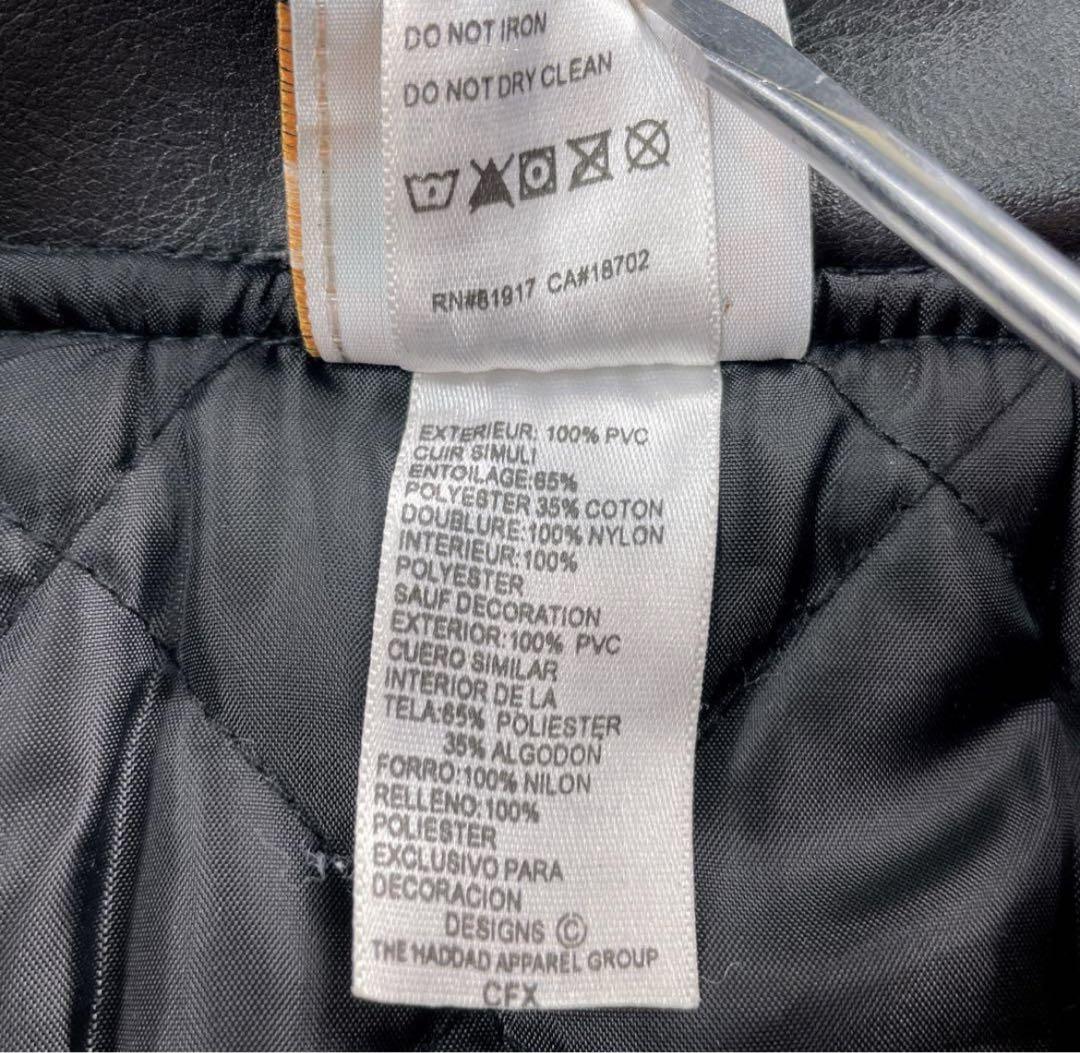 DO NOT IRON
DO NOT DRY CLEAN
RN#81917 CA#18702
EXTERIEUR: 100% PVC
CUIR SIMULI
ENTOILAGE:65%
POLYESTER 35% COTON
DOUBLURE:100% NYLON
INTERIEUR:100%
POLYESTER
SAUF DECORATION
EXTERIOR:100% PVC
CUERO SIMILAR
INTERIOR DE LA
TELA:65% POLIESTER
35% ALGODON
FORRO:100% NILON
RELLENO:100%
POLIESTER
EXCLUSIVO PARA
DECORACION
DESIGNS ©
THE HADDAD APPAREL GROUP
CFX